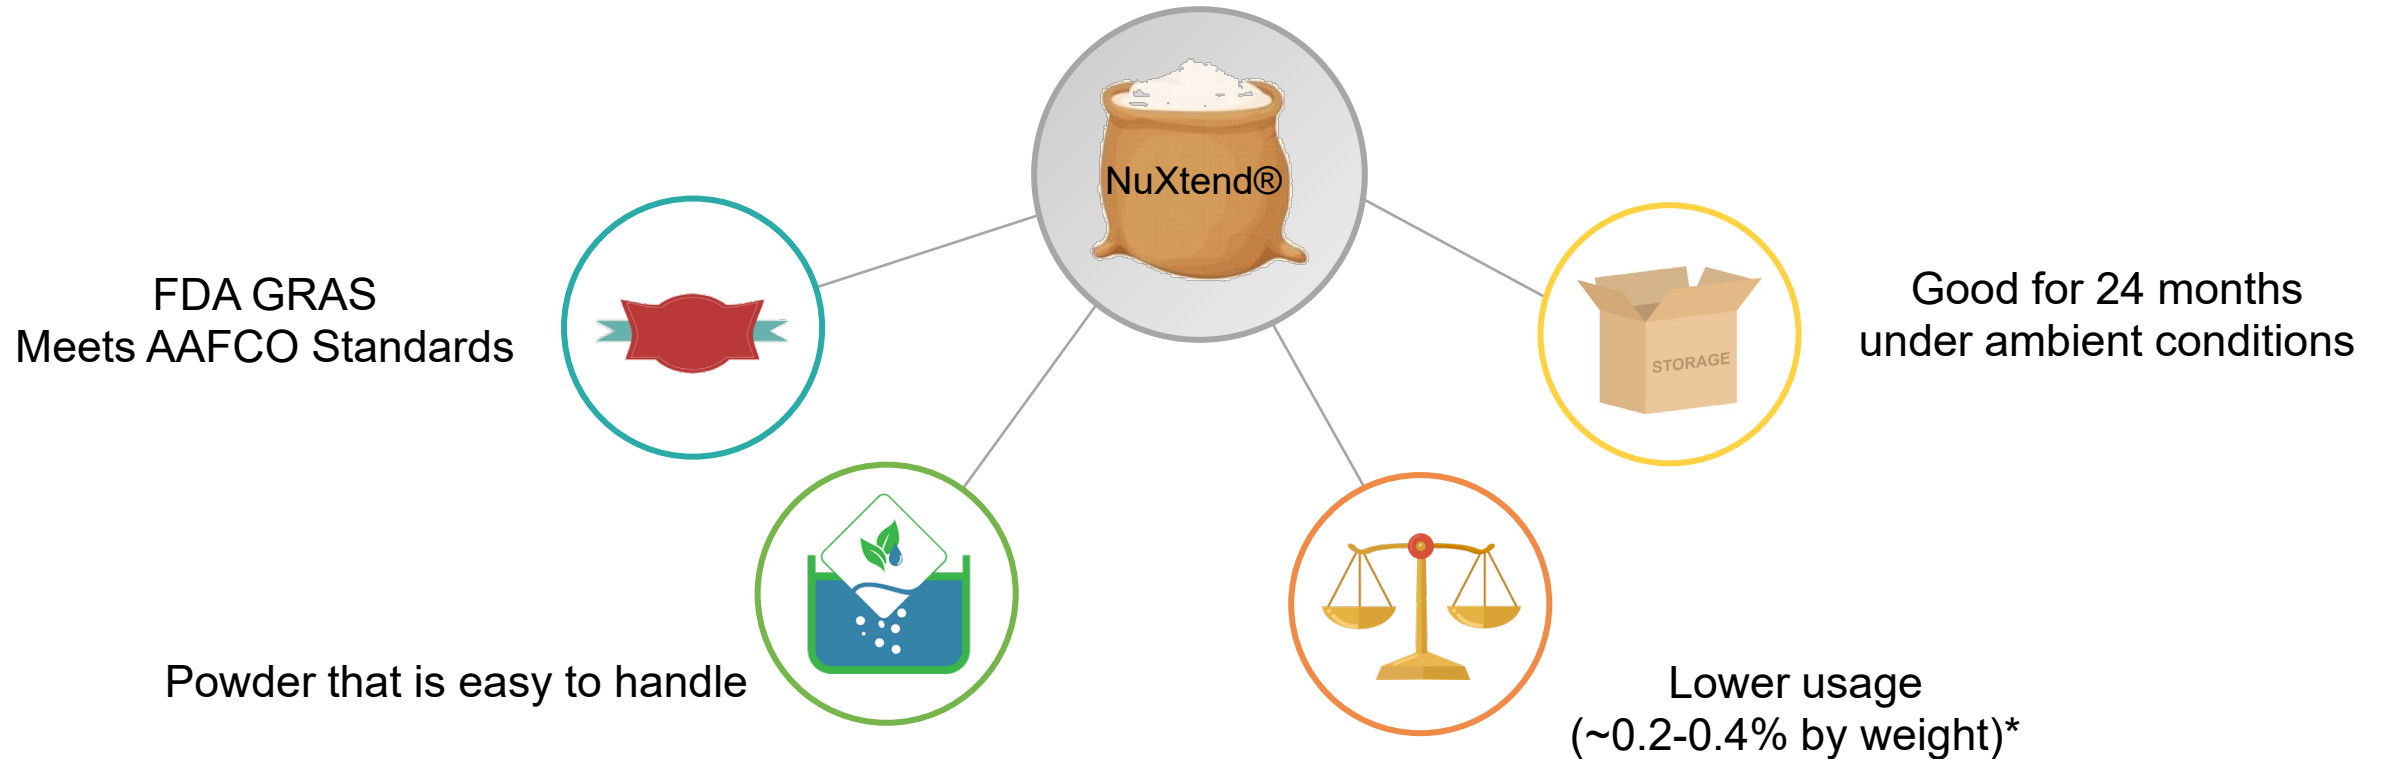 NuXtend®
FDA GRAS
Meets AAFCO Standards
STORAGE
Good for 24 months
under ambient conditions
Powder that is easy to handle
Lower usage
(~0.2-0.4% by weight)*